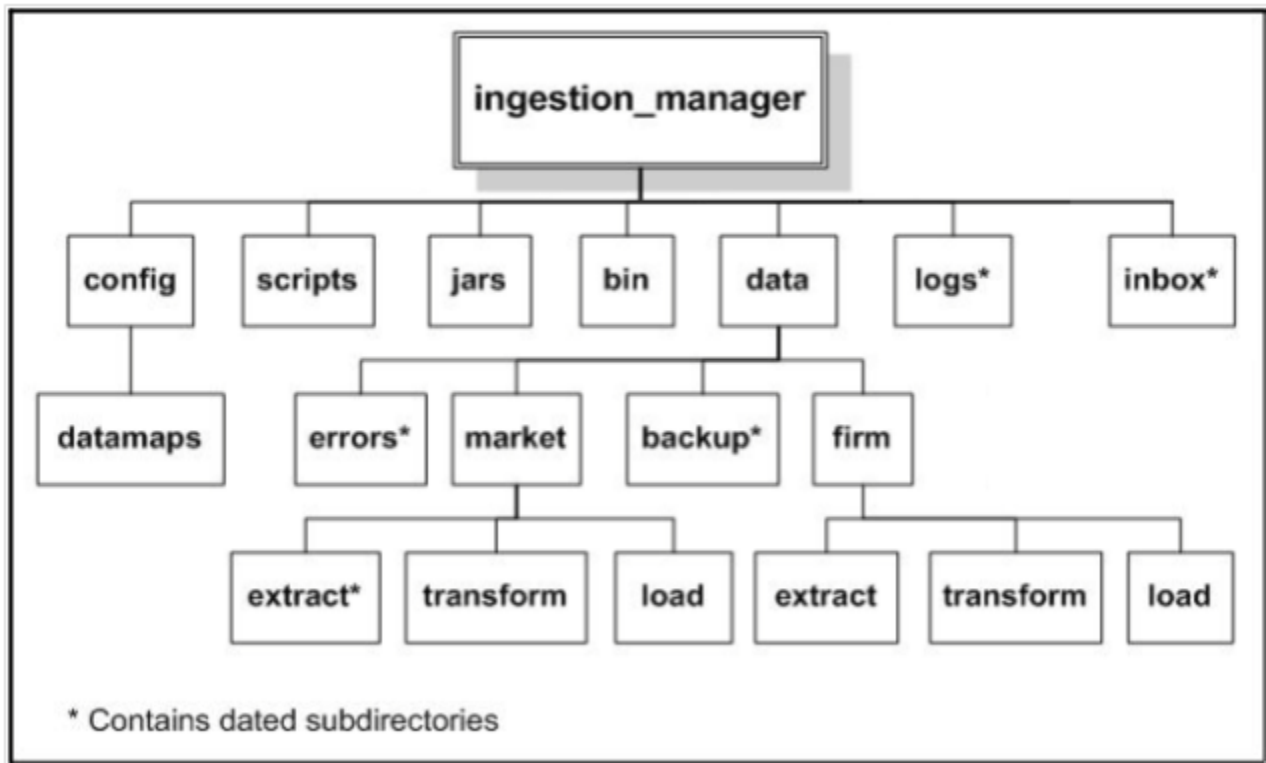 ingestion_manager
config scripts jars bin data logs* inbox*
datamaps errors* market backup* firm
extract* transform load extract transform load
* Contains dated subdirectories